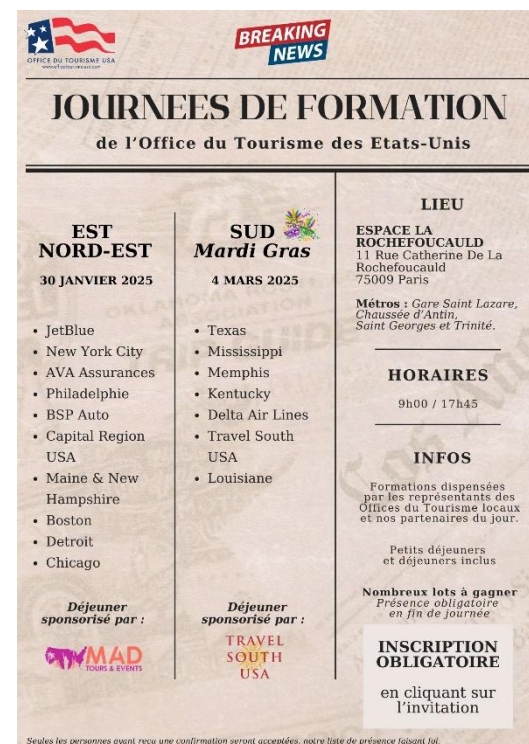 OFFICE DU TOURISME USA
www.officetourismeusa.com
BREAKING
NEWS
JOURNEES DE FORMATION
de l’Office du Tourisme des Etats-Unis
EST
NORD-EST
30 JANVIER 2025
• JetBlue
• New York City
• AVA Assurances
• Philadelphie
• BSP Auto
• Capital Region
USA
• Maine & New
Hampshire
• Boston
• Detroit
• Chicago
Déjeuner
sponsorisé par :
MAD
TOURS & EVENTS
SUD
Mardi Gras
4 MARS 2025
• Texas
• Mississippi
• Memphis
• Kentucky
• Delta Air Lines
• Travel South
USA
• Louisiane
Déjeuner
sponsorisé par :
TRAVEL
SOUTH
USA
LIEU
ESPACE LA
ROCHEFOUCAULD
11 Rue Catherine De La
Rochefoucauld
75009 Paris
Métros : Gare Saint Lazare,
Chaussée d’Antin,
Saint Georges et Trinité.
HORAIRES
9h00 / 17h45
INFOS
Formations dispensées
par les représentants des
Offices du Tourisme locaux
et nos partenaires du jour.
Petits déjeuners
et déjeuners inclus
Nombreux lots à gagner
Présence obligatoire
en fin de journée
INSCRIPTION
OBLIGATOIRE
en cliquant sur
l’invitation
Seules les personnes ayant reçu une confirmation seront acceptées, notre liste de présence faisant foi.